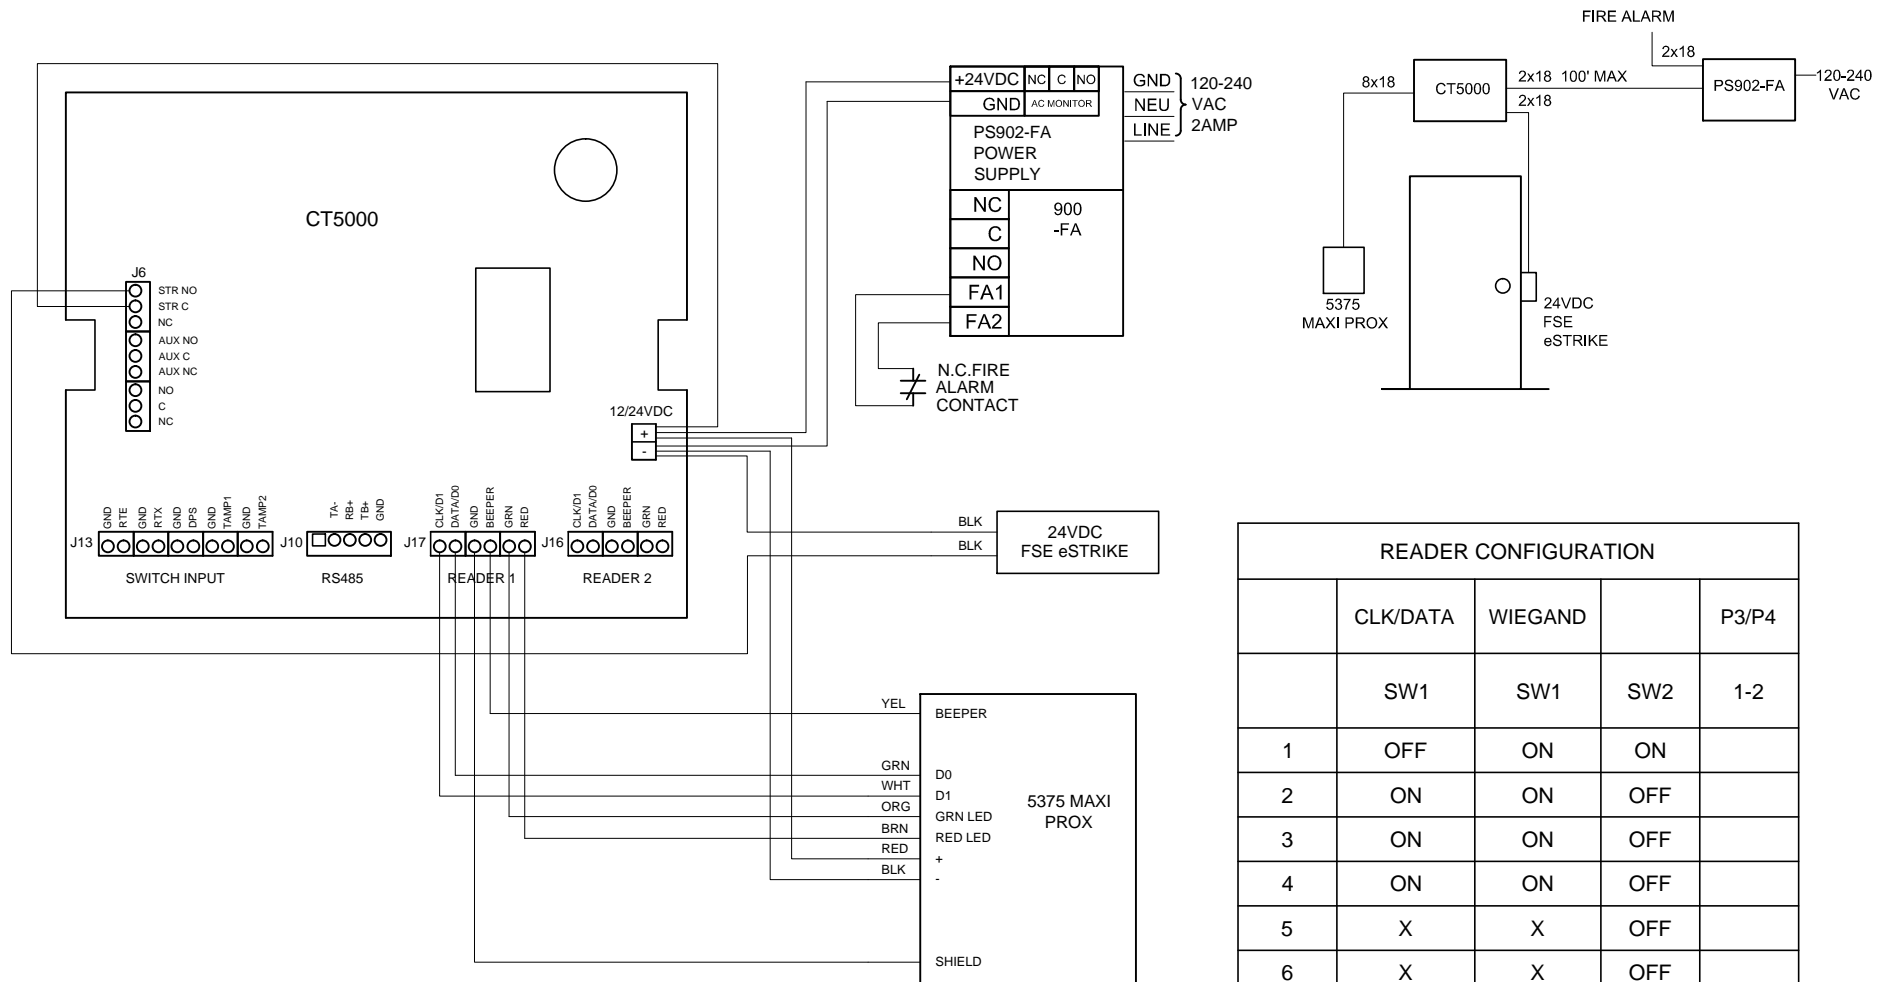 CT5000
J6
STR NO
STR C
NC
AUX NO
AUX C
AUX NC
NO
C
NC
12/24VDC
+
-
GND
RTE
GND
RTX
GND
DPS
GND
TAMP1
GND
TAMP2
J13
SWITCH INPUT
TA-
RB+
TB+
GND
J10
RS485
CLK/D1
DATA/D0
GND
BEEPER
GRN
RED
J17
READER 1
CLK/D1
DATA/D0
GND
BEEPER
GRN
RED
J16
READER 2
+24VDC NC C NO
GND AC MONITOR
PS902-FA
POWER
SUPPLY
GND
NEU
LINE
120-240
VAC
2AMP
NC
C
NO
FA1
FA2
900
-FA
N.C.FIRE
ALARM
CONTACT
BLK
BLK
24VDC
FSE eSTRIKE
YEL
GRN
WHT
ORG
BRN
RED
BLK
BEEPER
D0
D1
GRN LED
RED LED
+
-
SHIELD
5375 MAXI
PROX
FIRE ALARM
2x18
8x18
CT5000
2x18 100' MAX
2x18
PS902-FA
120-240
VAC
5375
MAXI PROX
24VDC
FSE
eSTRIKE
READER CONFIGURATION
CLK/DATA WIEGAND P3/P4
SW1 SW1 SW2 1-2
1 OFF ON ON
2 ON ON OFF
3 ON ON OFF
4 ON ON OFF
5 X X OFF
6 X X OFF